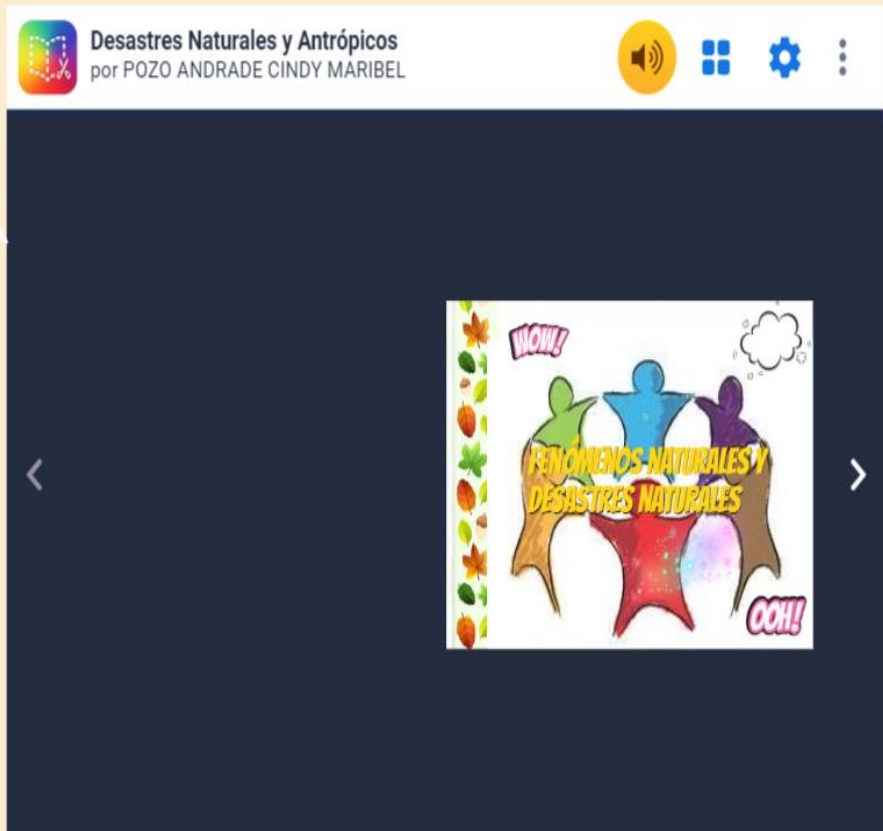 Desastres Naturales y Antrópicos
por POZO ANDRADE CINDY MARIBEL
WOW!
FENÓMENOS NATURALES Y
DESASTRES NATURALES
OOH!